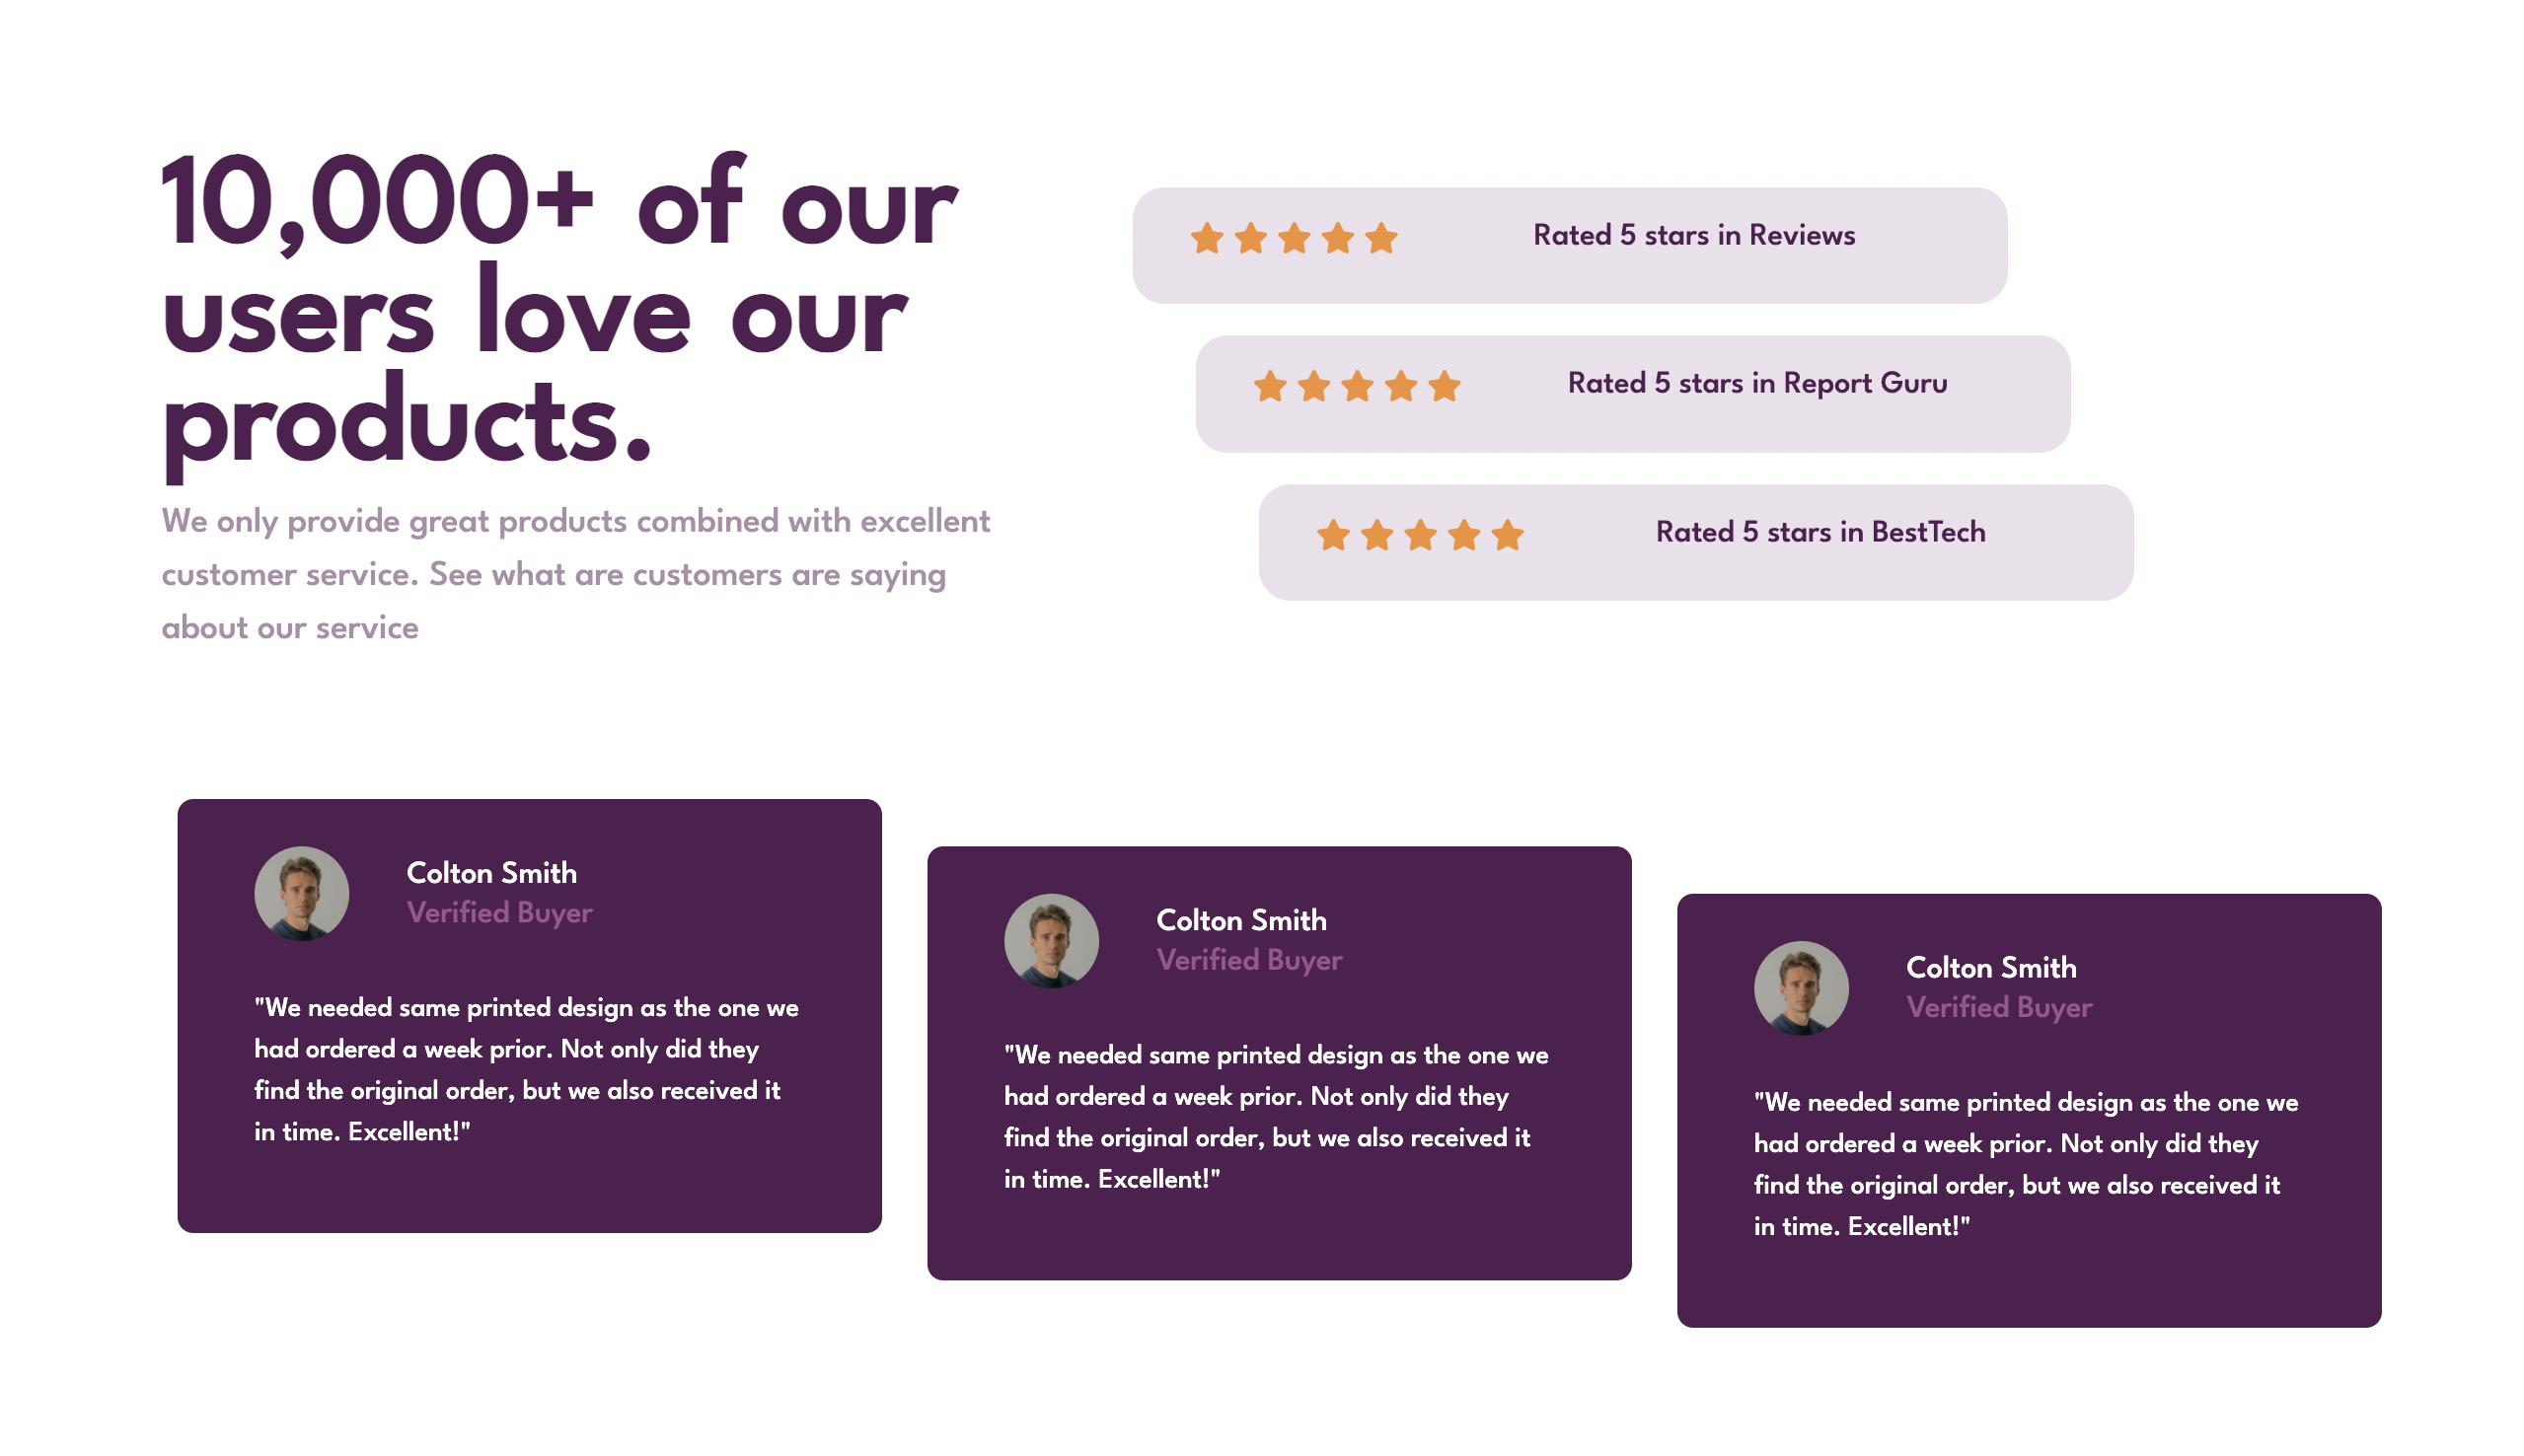 10,000+ of our
users love our
products.
We only provide great products combined with excellent
customer service. See what are customers are saying
about our service
Rated 5 stars in Reviews
Rated 5 stars in Report Guru
Rated 5 stars in BestTech
Colton Smith
Verified Buyer
"We needed same printed design as the one we
had ordered a week prior. Not only did they
find the original order, but we also received it
in time. Excellent!"
Colton Smith
Verified Buyer
"We needed same printed design as the one we
had ordered a week prior. Not only did they
find the original order, but we also received it
in time. Excellent!"
Colton Smith
Verified Buyer
"We needed same printed design as the one we
had ordered a week prior. Not only did they
find the original order, but we also received it
in time. Excellent!"